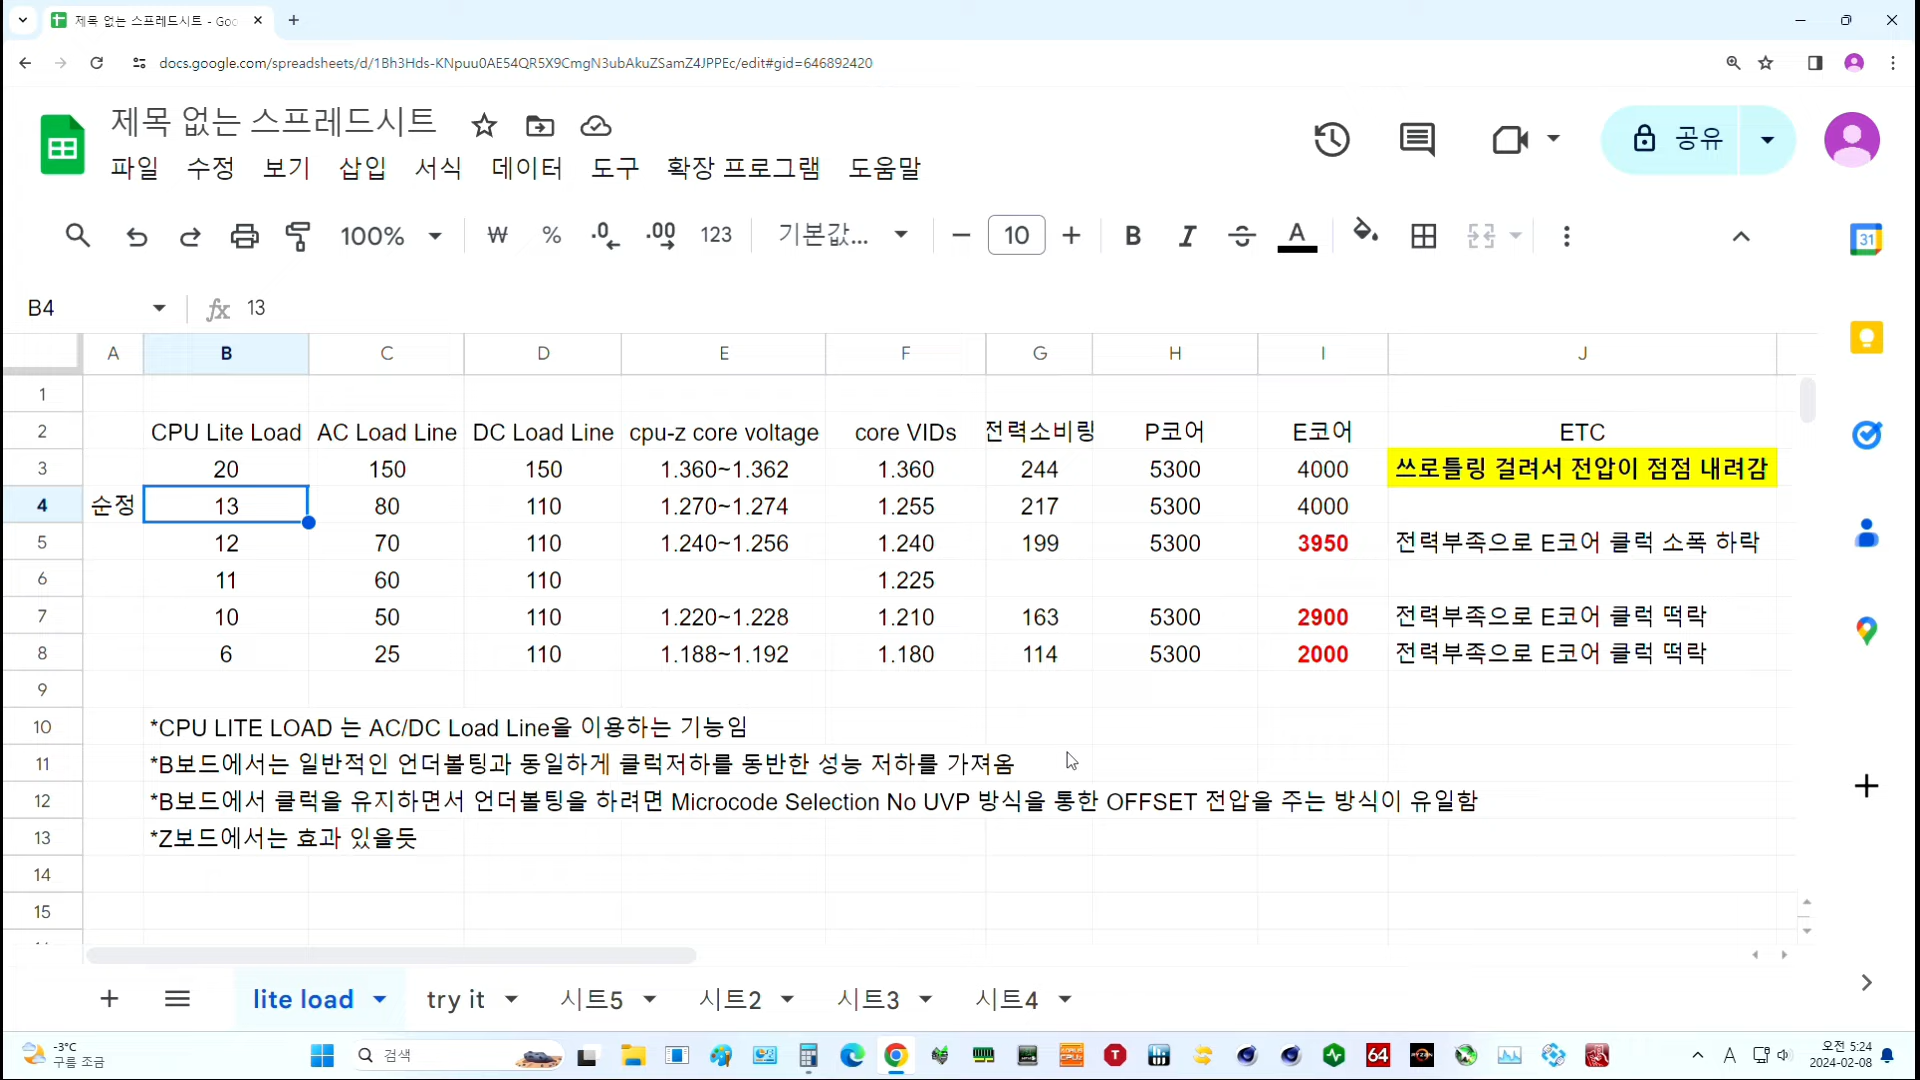 제목 없는 스프레드시트 - Goo
docs.google.com/spreadsheets/d/1Bh3Hds-KNpuu0AE54QR5X9CmgN3ubAkuZSamZ4JPPEc/edit#gid=646892420
제목 없는 스프레드시트
파일 수정 보기 삽입 서식 데이터 도구 확장 프로그램 도움말
공유
100% ₩ % .0 .00 123 기본값... 10 B I A
31
B4 fx 13
A B C D E F G H I J
1
2 CPU Lite Load AC Load Line DC Load Line cpu-z core voltage core VIDs 전력소비링 P코어 E코어 ETC
3 20 150 150 1.360~1.362 1.360 244 5300 4000 쓰로틀링 걸려서 전압이 점점 내려감
4 순정 13 80 110 1.270~1.274 1.255 217 5300 4000
5 12 70 110 1.240~1.256 1.240 199 5300 3950 전력부족으로 E코어 클럭 소폭 하락
6 11 60 110 1.225
7 10 50 110 1.220~1.228 1.210 163 5300 2900 전력부족으로 E코어 클럭 떡락
8 6 25 110 1.188~1.192 1.180 114 5300 2000 전력부족으로 E코어 클럭 떡락
9
10 *CPU LITE LOAD 는 AC/DC Load Line을 이용하는 기능임
11 *B보드에서는 일반적인 언더볼팅과 동일하게 클럭저하를 동반한 성능 저하를 가져옴
12 *B보드에서 클럭을 유지하면서 언더볼팅을 하려면 Microcode Selection No UVP 방식을 통한 OFFSET 전압을 주는 방식이 유일함
13 *Z보드에서는 효과 있을듯
14
15
lite load try it 시트5 시트2 시트3 시트4
-3°C
구름 조금
검색
64
A
오전 5:24
2024-02-08